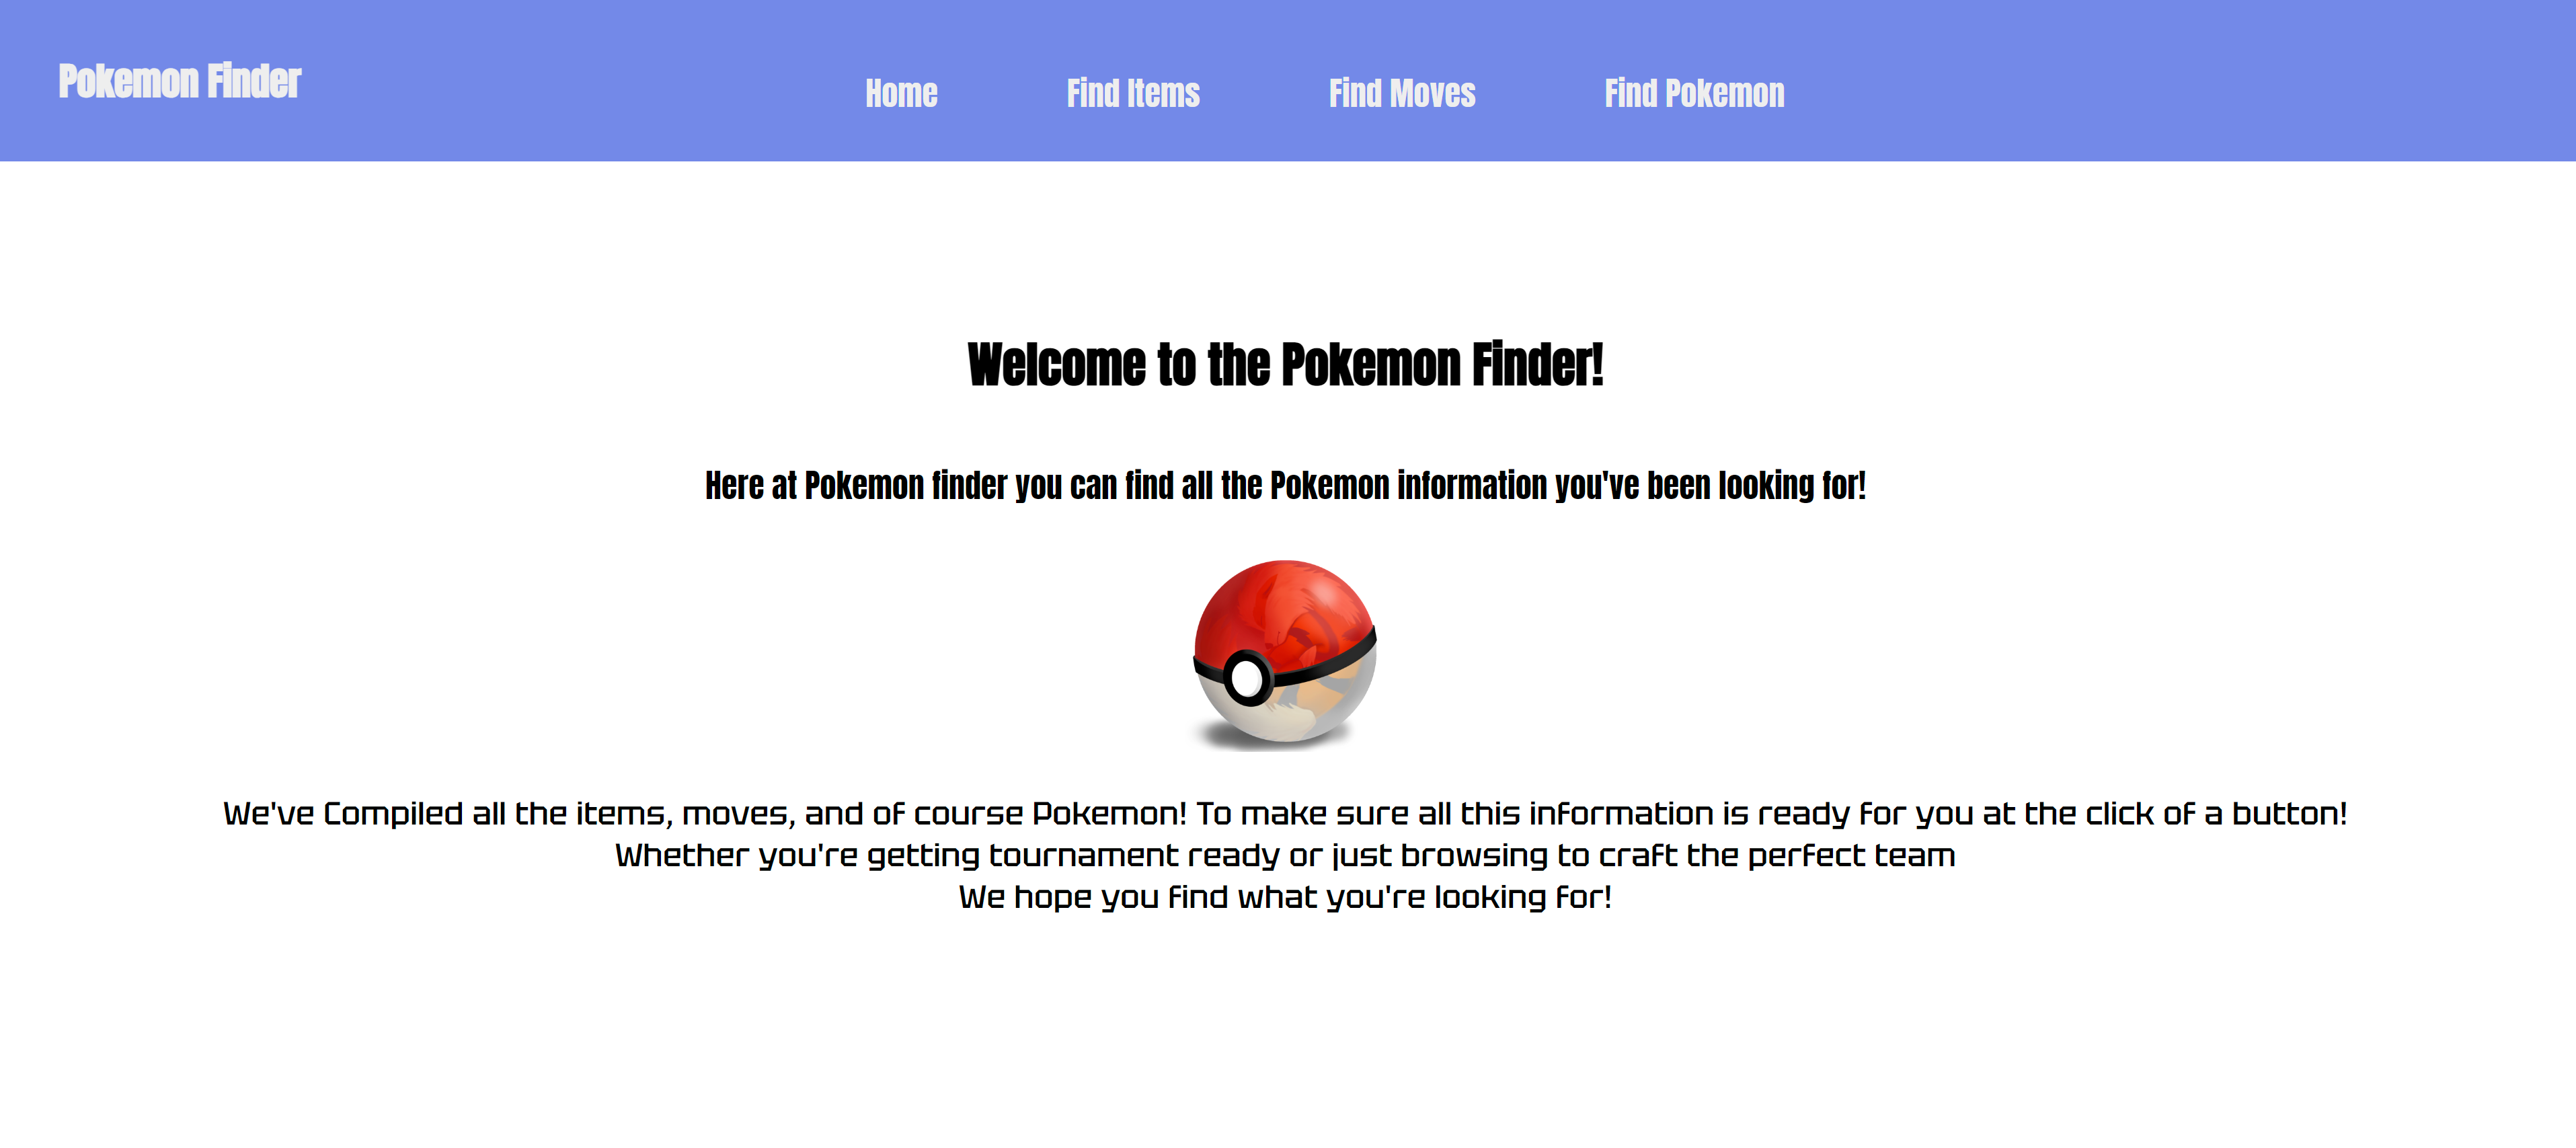 Pokemon Finder
Home
Find Items
Find Moves
Find Pokemon
Welcome to the Pokemon Finder!
Here at Pokemon finder you can find all the Pokemon information you've been looking for!
We've Compiled all the items, moves, and of course Pokemon! To make sure all this information is ready for you at the click of a button!
Whether you're getting tournament ready or just browsing to craft the perfect team
We hope you find what you're looking for!